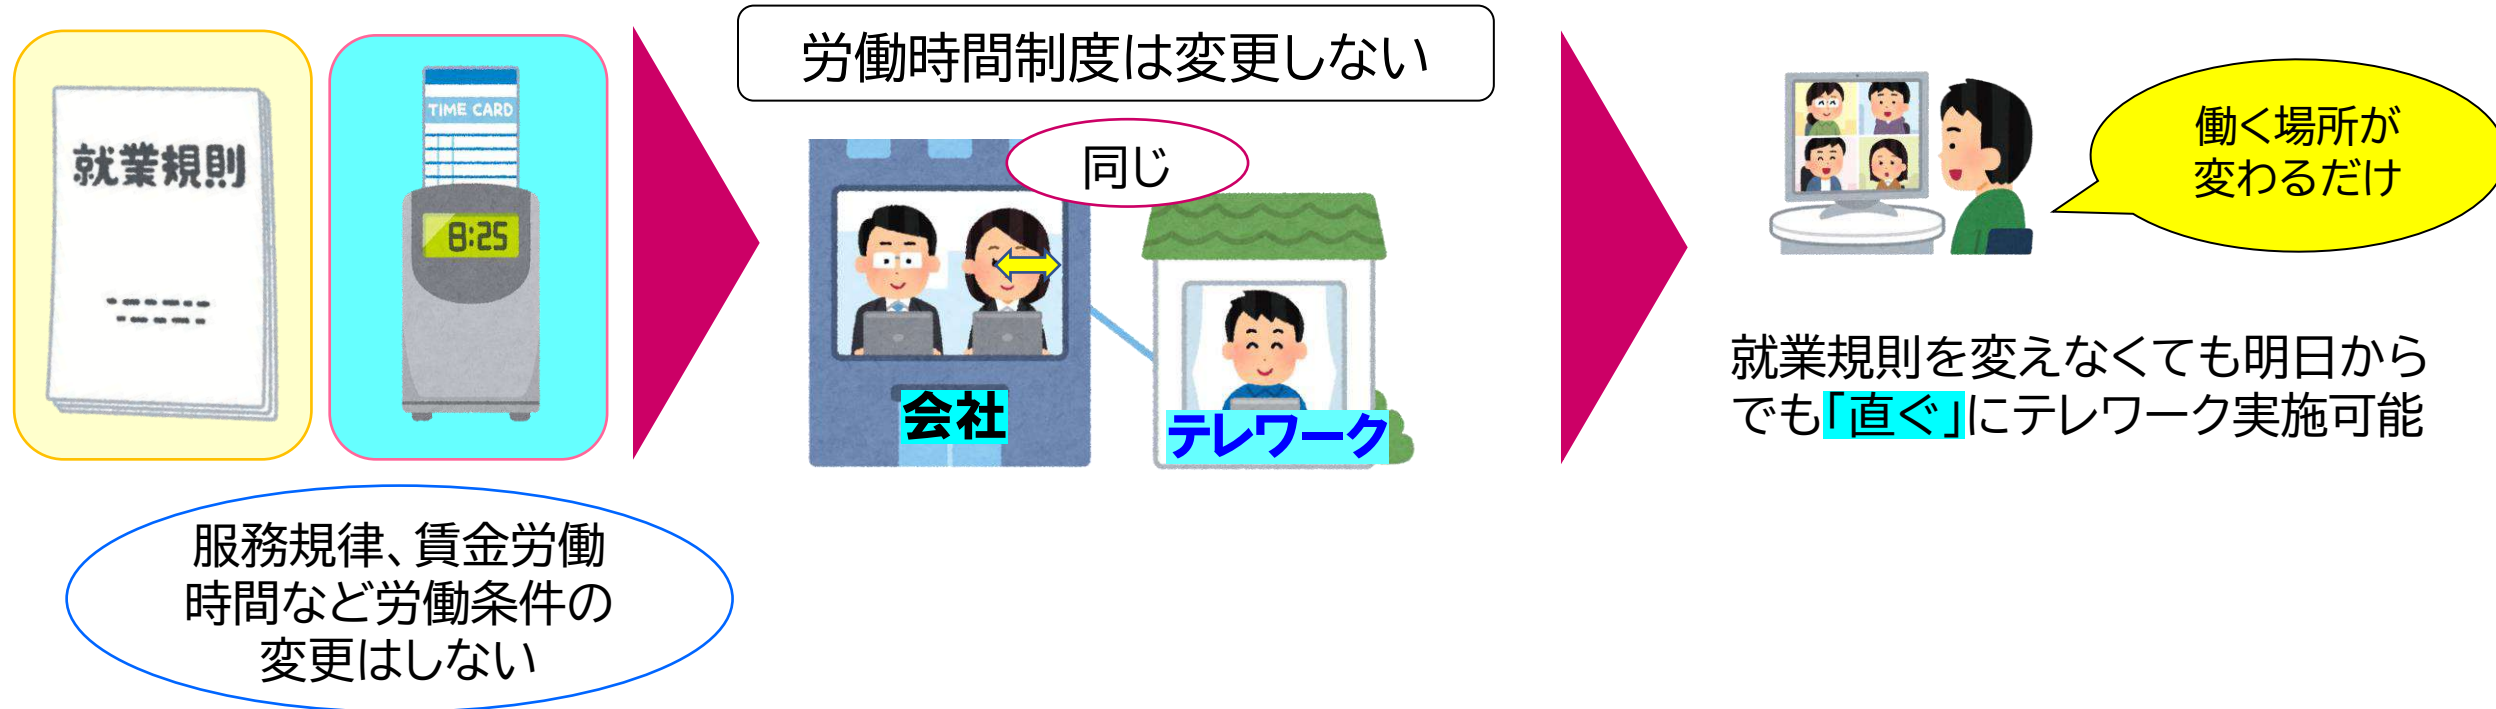 就業規則
TIME CARD
8:25
服務規律、賃金労働
時間など労働条件の
変更はしない
労働時間制度は変更しない
同じ
会社
テレワーク
働く場所が
変わるだけ
就業規則を変えなくても明日から
でも「直ぐ」にテレワーク実施可能